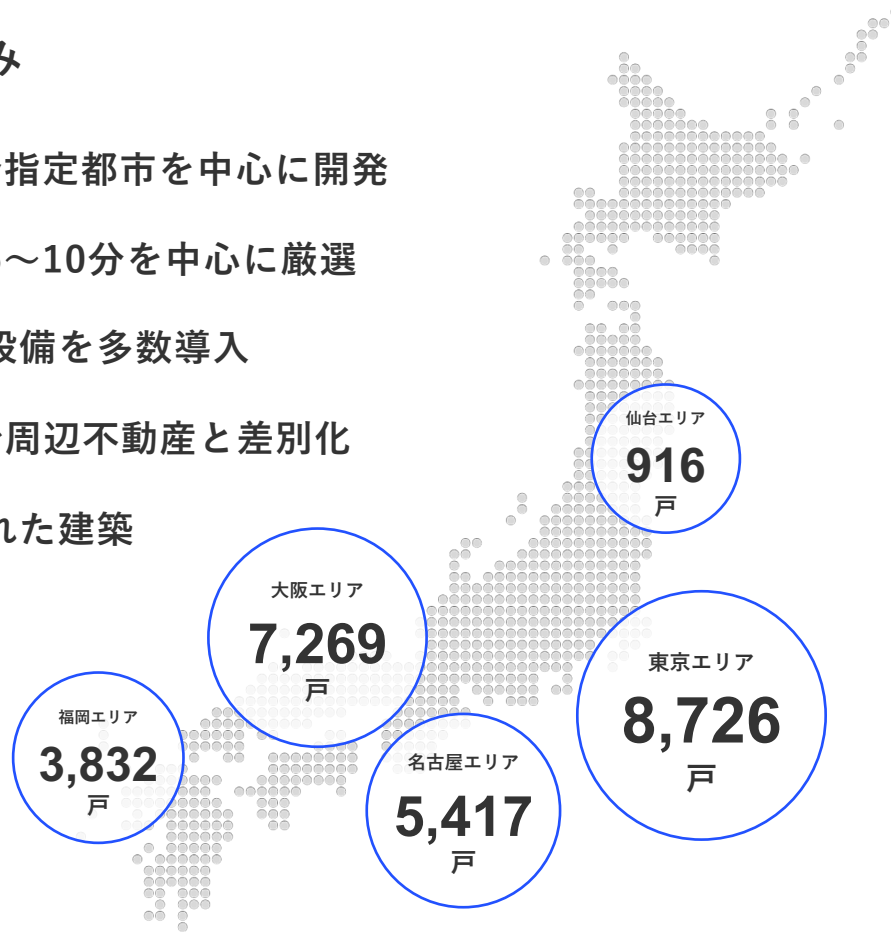 み
指定都市を中心に開発
～10分を中心に厳選
設備を多数導入
周辺不動産と差別化
れた建築
仙台エリア
916
戸
大阪エリア
7,269
戸
東京エリア
8,726
戸
福岡エリア
3,832
戸
名古屋エリア
5,417
戸